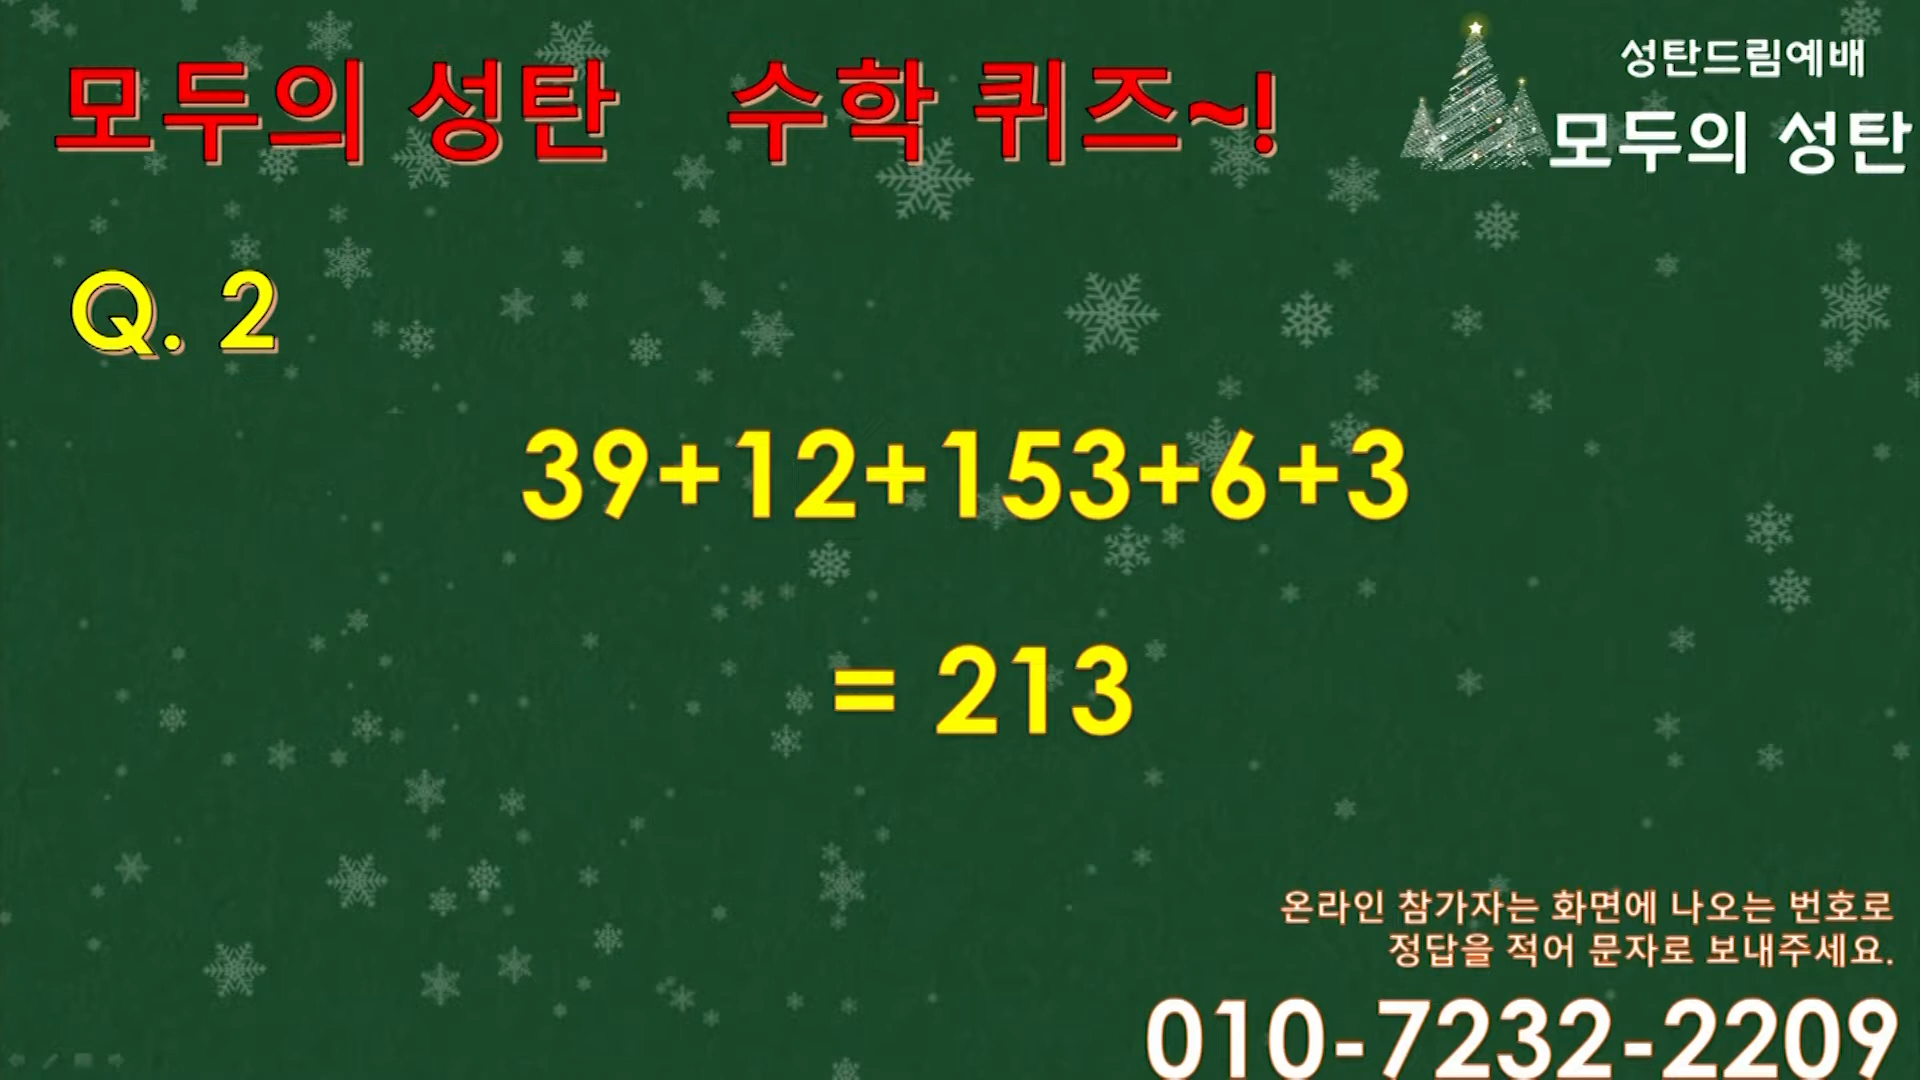 모두의 성탄 수학 퀴즈~!
성탄드림예배
모두의 성탄
Q. 2
39+12+153+6+3
= 213
온라인 참가자는 화면에 나오는 번호로
정답을 적어 문자로 보내주세요.
010-7232-2209